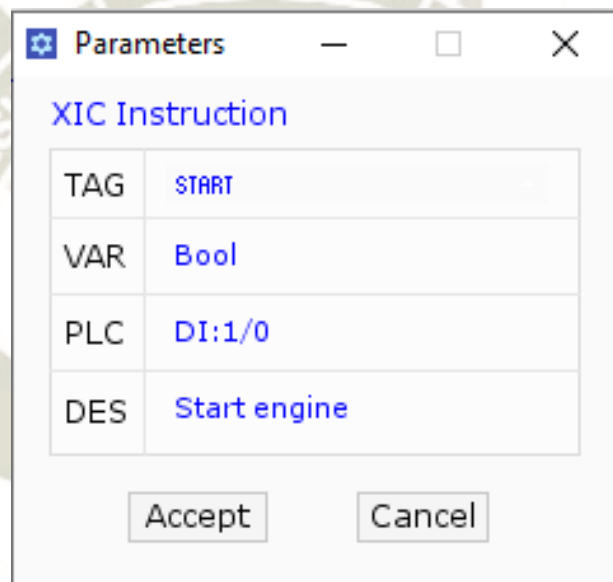 Parameters
XIC Instruction
TAG START
VAR Bool
PLC DI:1/0
DES Start engine
Accept Cancel